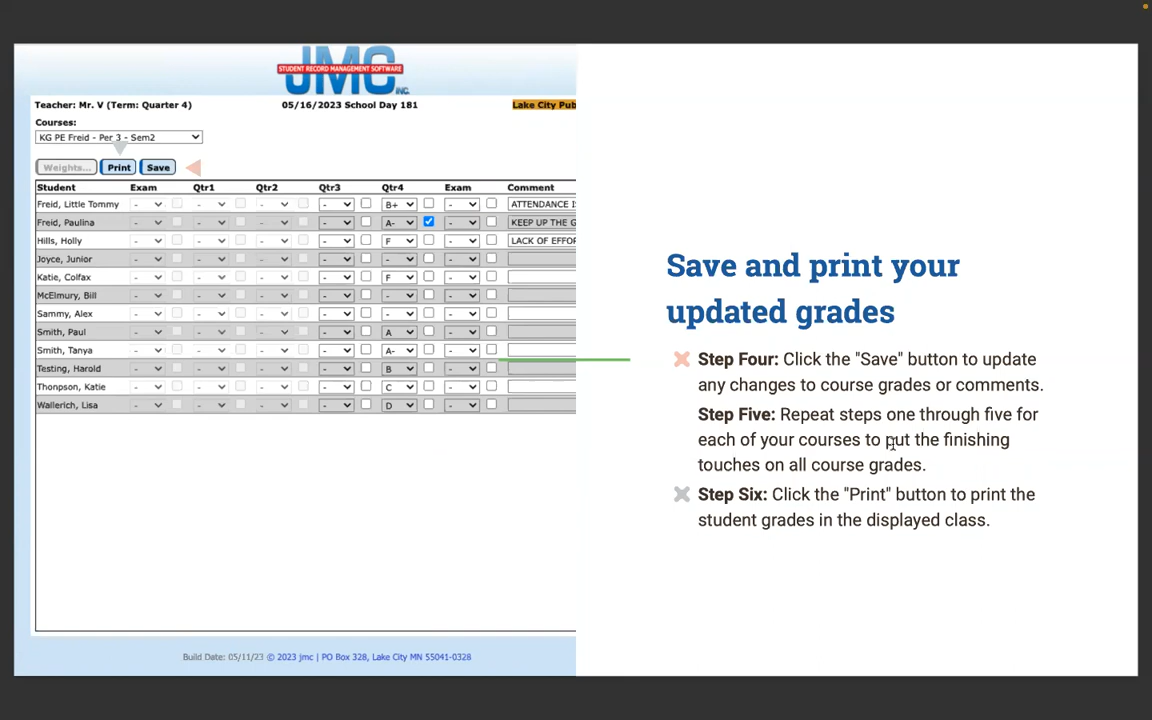 JMC INC.
STUDENT RECORD MANAGEMENT SOFTWARE
Teacher: Mr. V (Term: Quarter 4) 05/16/2023 School Day 181 Lake City Pub
Courses:
KG PE Freid - Per 3 - Sem2
Weights... Print Save
Student Exam Qtr1 Qtr2 Qtr3 Qtr4 Exam Comment
Freid, Little Tommy - - - - B+ - ATTENDANCE I
Freid, Paulina - - - - A- - KEEP UP THE G
Hills, Holly - - - - F - LACK OF EFFOR
Joyce, Junior - - - - - -
Katie, Colfax - - - - F -
McElmury, Bill - - - - - -
Sammy, Alex - - - - - -
Smith, Paul - - - - A -
Smith, Tanya - - - - A- -
Testing, Harold - - - - B -
Thonpson, Katie - - - - C -
Wallerich, Lisa - - - - D -
Build Date: 05/11/23 © 2023 jmc | PO Box 328, Lake City MN 55041-0328
Save and print your
updated grades
Step Four: Click the "Save" button to update
any changes to course grades or comments.
Step Five: Repeat steps one through five for
each of your courses to put the finishing
touches on all course grades.
Step Six: Click the "Print" button to print the
student grades in the displayed class.